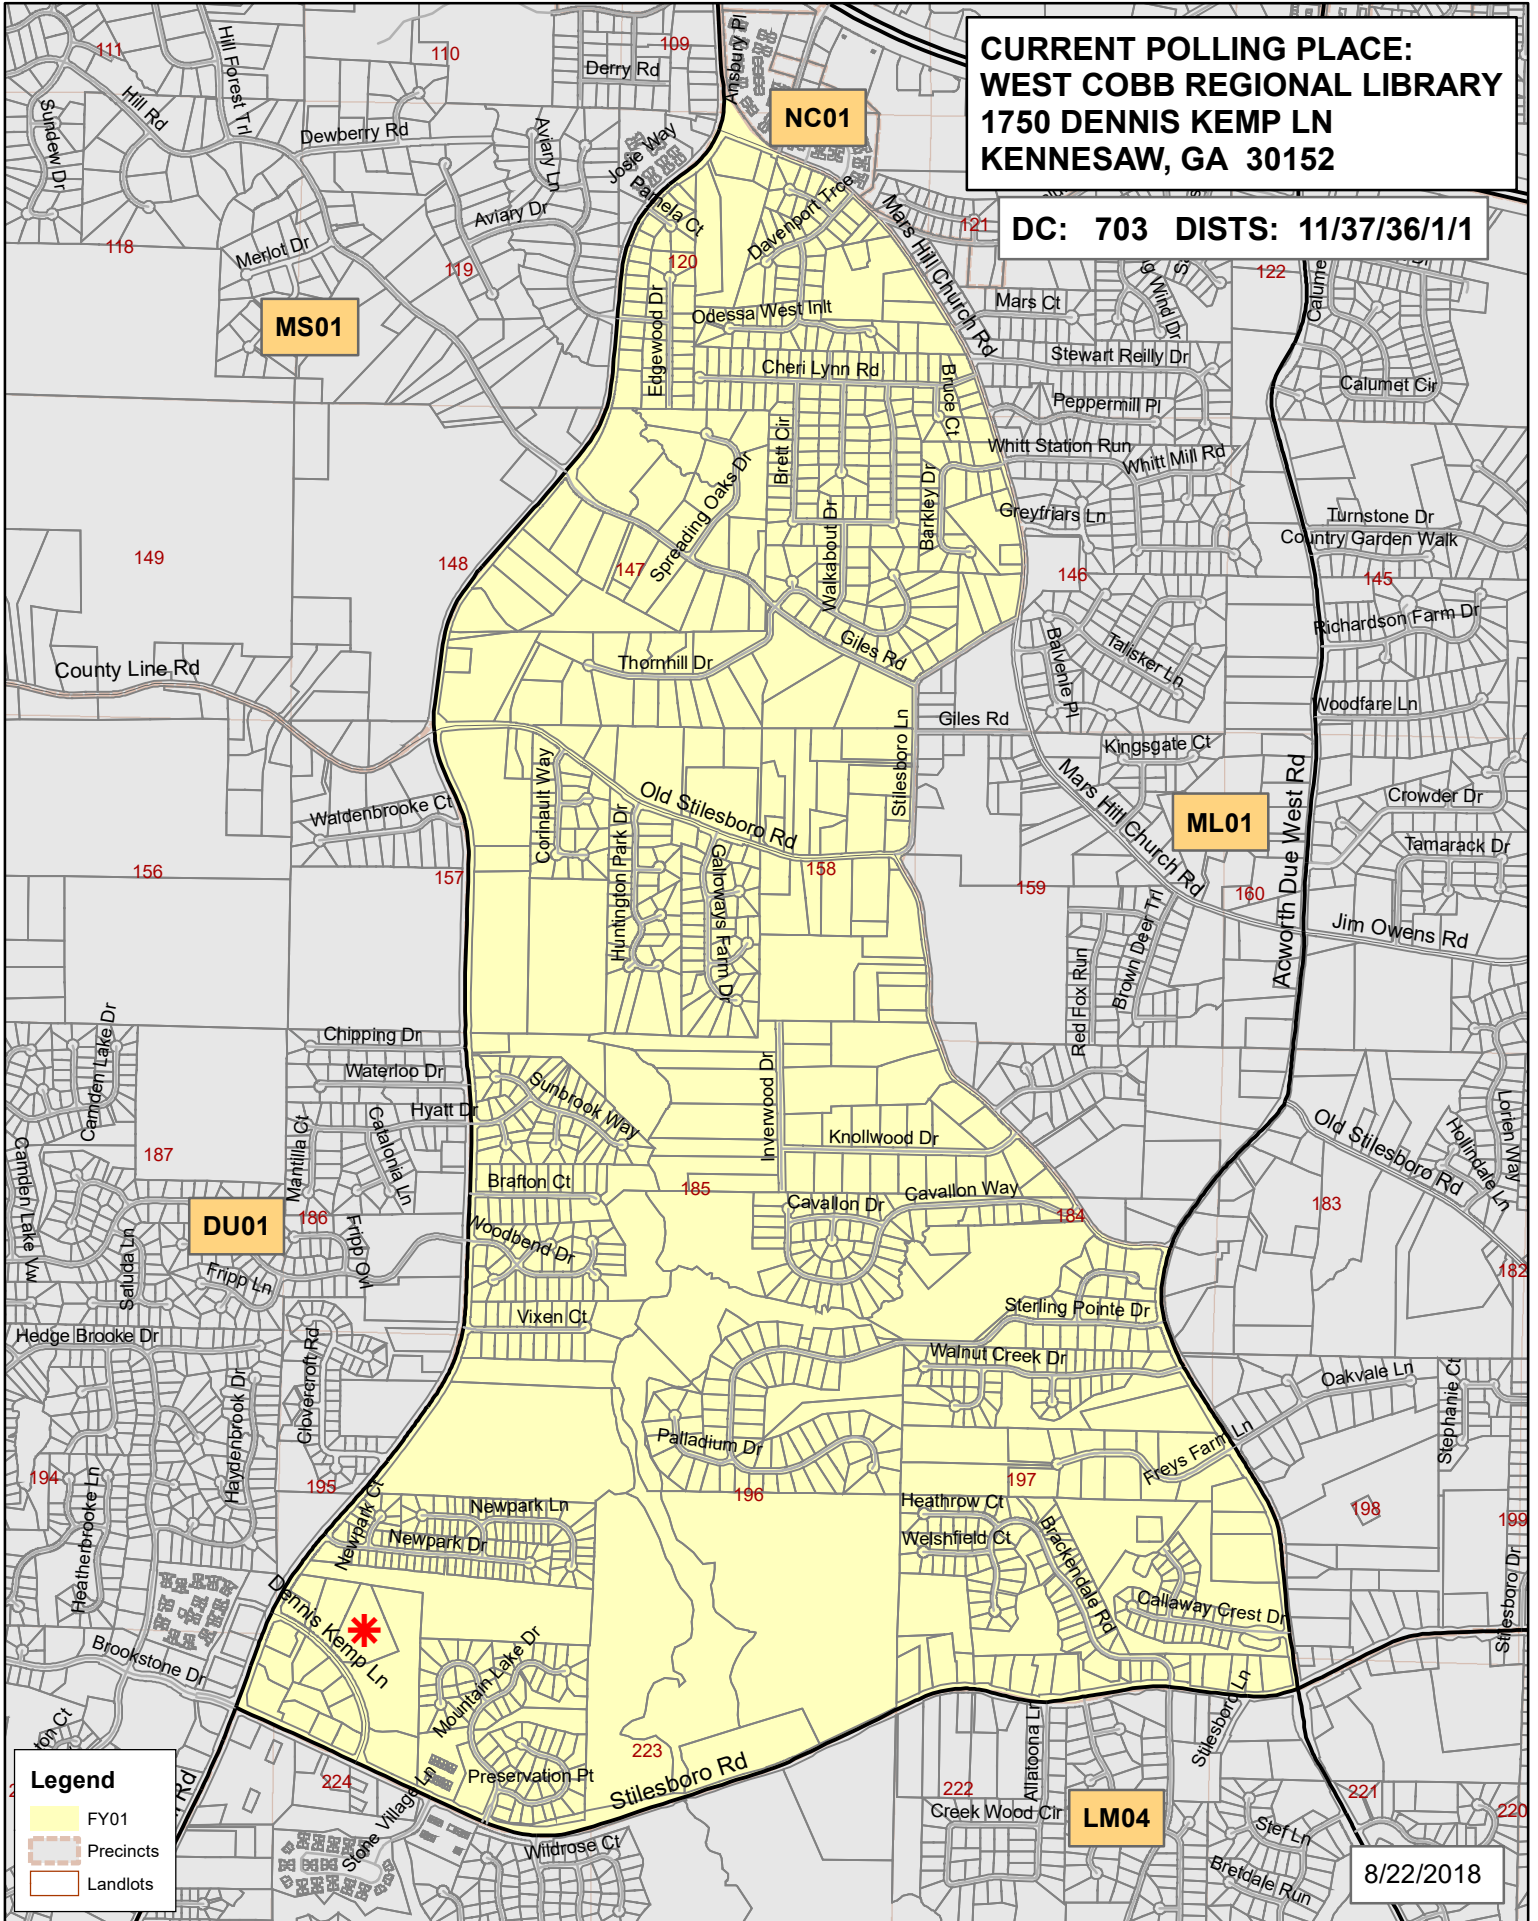 CURRENT POLLING PLACE:
WEST COBB REGIONAL LIBRARY
1750 DENNIS KEMP LN
KENNESAW, GA 30152
DC: 703 DISTS: 11/37/36/1/1
111
110
109
Hill Forest Trl
Derry Rd
Ansbury Pl
NC01
Sundew Dr
Hill Rd
Dewberry Rd
Aviary Ln
Josie Way
Pamela Ct
Davenport Trce
Mars Hill Church Rd
121
118
Merlot Dr
Aviary Dr
119
120
122
MS01
Edgewood Dr
Odessa West Inlt
Mars Ct
Wind Dr
Calume
Cheri Lynn Rd
Bruce Ct
Stewart Reilly Dr
Calumet Cir
Peppermill Pl
Brett Cir
Whitt Station Run
Whitt Mill Rd
Spreading Oaks Dr
Barkley Dr
Walkabout Dr
Greyfriars Ln
Turnstone Dr
Country Garden Walk
149
148
147
146
145
Richardson Farm Dr
County Line Rd
Thornhill Dr
Giles Rd
Balvenie Pl
Talisker Ln
Woodfare Ln
Stilesboro Ln
Giles Rd
Kingsgate Ct
Corinault Way
Old Stilesboro Rd
Mars Hill Church Rd
Acworth Due West Rd
Crowder Dr
Waldenbrooke Ct
ML01
Huntington Park Dr
Galloways Farm Dr
Tamarack Dr
156
157
158
159
160
Brown Deer Trl
Red Fox Run
Jim Owens Rd
Camden Lake Dr
Chipping Dr
Waterloo Dr
Hyatt Dr
Sunbrook Way
Inverwood Dr
Knollwood Dr
Old Stilesboro Rd
Hollindale Ln
Lorien Way
Camden Lake Vw
187
Mantilla Ct
Catalonia Ln
Brafton Ct
185
Cavallon Dr
Cavallon Way
184
183
DU01
186
Fripp Ovl
Woodbend Dr
Saluda Ln
Fripp Ln
182
Vixen Ct
Sterling Pointe Dr
Hedge Brooke Dr
Clovercroft Rd
Walnut Creek Dr
Oakvale Ln
Stephanie Ct
Haydenbrook Dr
Palladium Dr
Freys Farm Ln
194
195
196
197
198
199
Heatherbrooke Ln
Newpark Ct
Newpark Ln
Newpark Dr
Heathrow Ct
Welshfield Ct
Brackendale Rd
Callaway Crest Dr
Stilesboro Dr
Dennis Kemp Ln
Brookstone Dr
Mountain Lake Dr
Stilesboro Ln
ton Ct
Preservation Pt
223
Stilesboro Rd
Allatoona Ln
222
221
220
224
Stone Village Ln
Wildrose Ct
Creek Wood Cir
LM04
Stef Ln
Bretdale Run
Rd
Legend
FY01
Precincts
Landlots
8/22/2018